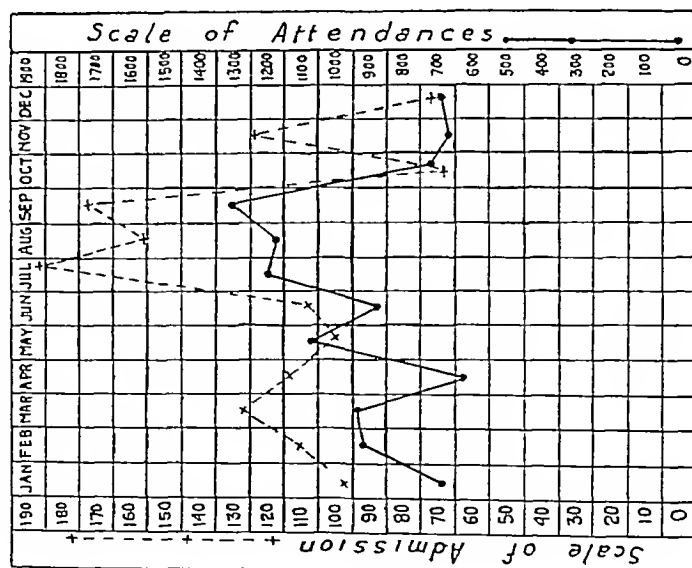 Scale of Attendances
1900 1800 1700 1600 1500 1400 1300 1200 1100 1000 900 800 700 600 500 400 300 200 100 0
JAN FEB MAR APR MAY JUN JUL AUG SEP OCT NOV DEC
190 180 170 160 150 140 130 120 110 100 90 80 70 60 50 40 30 20 10 0
Scale of Admission